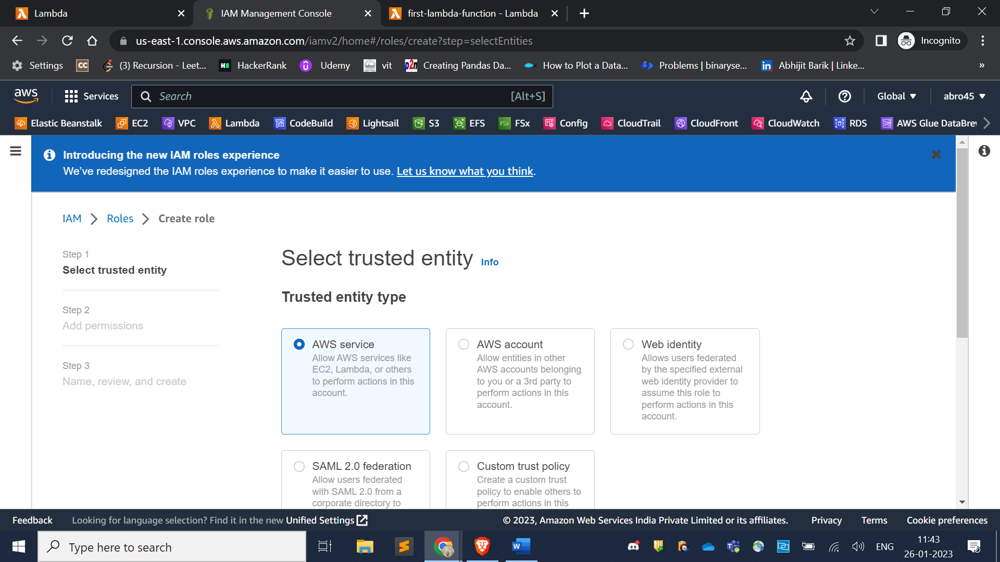 Lambda
IAM Management Console
first-lambda-function - Lambda
us-east-1.console.aws.amazon.com/iamv2/home#/roles/create?step=selectEntities
Incognito
Settings
CC
(3) Recursion - Leet...
HackerRank
Udemy
vit
p2n
Creating Pandas Da...
How to Plot a Data...
Problems | binaryse...
in
Abhijit Barik | Linke...
»
aws
Services
Search
[Alt+S]
Global
abro45
Elastic Beanstalk
EC2
VPC
Lambda
CodeBuild
Lightsail
S3
EFS
FSx
FSx
Config
CloudTrail
CloudFront
CloudWatch
RDS
AWS Glue DataBre
Introducing the new IAM roles experience
We've redesigned the IAM roles experience to make it easier to use. Let us know what you think.
IAM > Roles > Create role
Step 1
Select trusted entity
Step 2
Add permissions
Step 3
Name, review, and create
Select trusted entity Info
Trusted entity type
AWS service
Allow AWS services like
EC2, Lambda, or others
to perform actions in this
account.
AWS account
Allow entities in other
AWS accounts belonging
to you or a 3rd party to
perform actions in this
account.
Web identity
Allows users federated
by the specified external
web identity provider to
assume this role to
perform actions in this
account.
SAML 2.0 federation
Allow users federated
with SAML 2.0 from a
corporate directory to
Custom trust policy
Create a custom trust
policy to enable others to
perform actions in this
Feedback
Looking for language selection? Find it in the new Unified Settings
© 2023, Amazon Web Services India Private Limited or its affiliates.
Privacy
Terms
Cookie preferences
Type here to search
ENG
11:43
26-01-2023